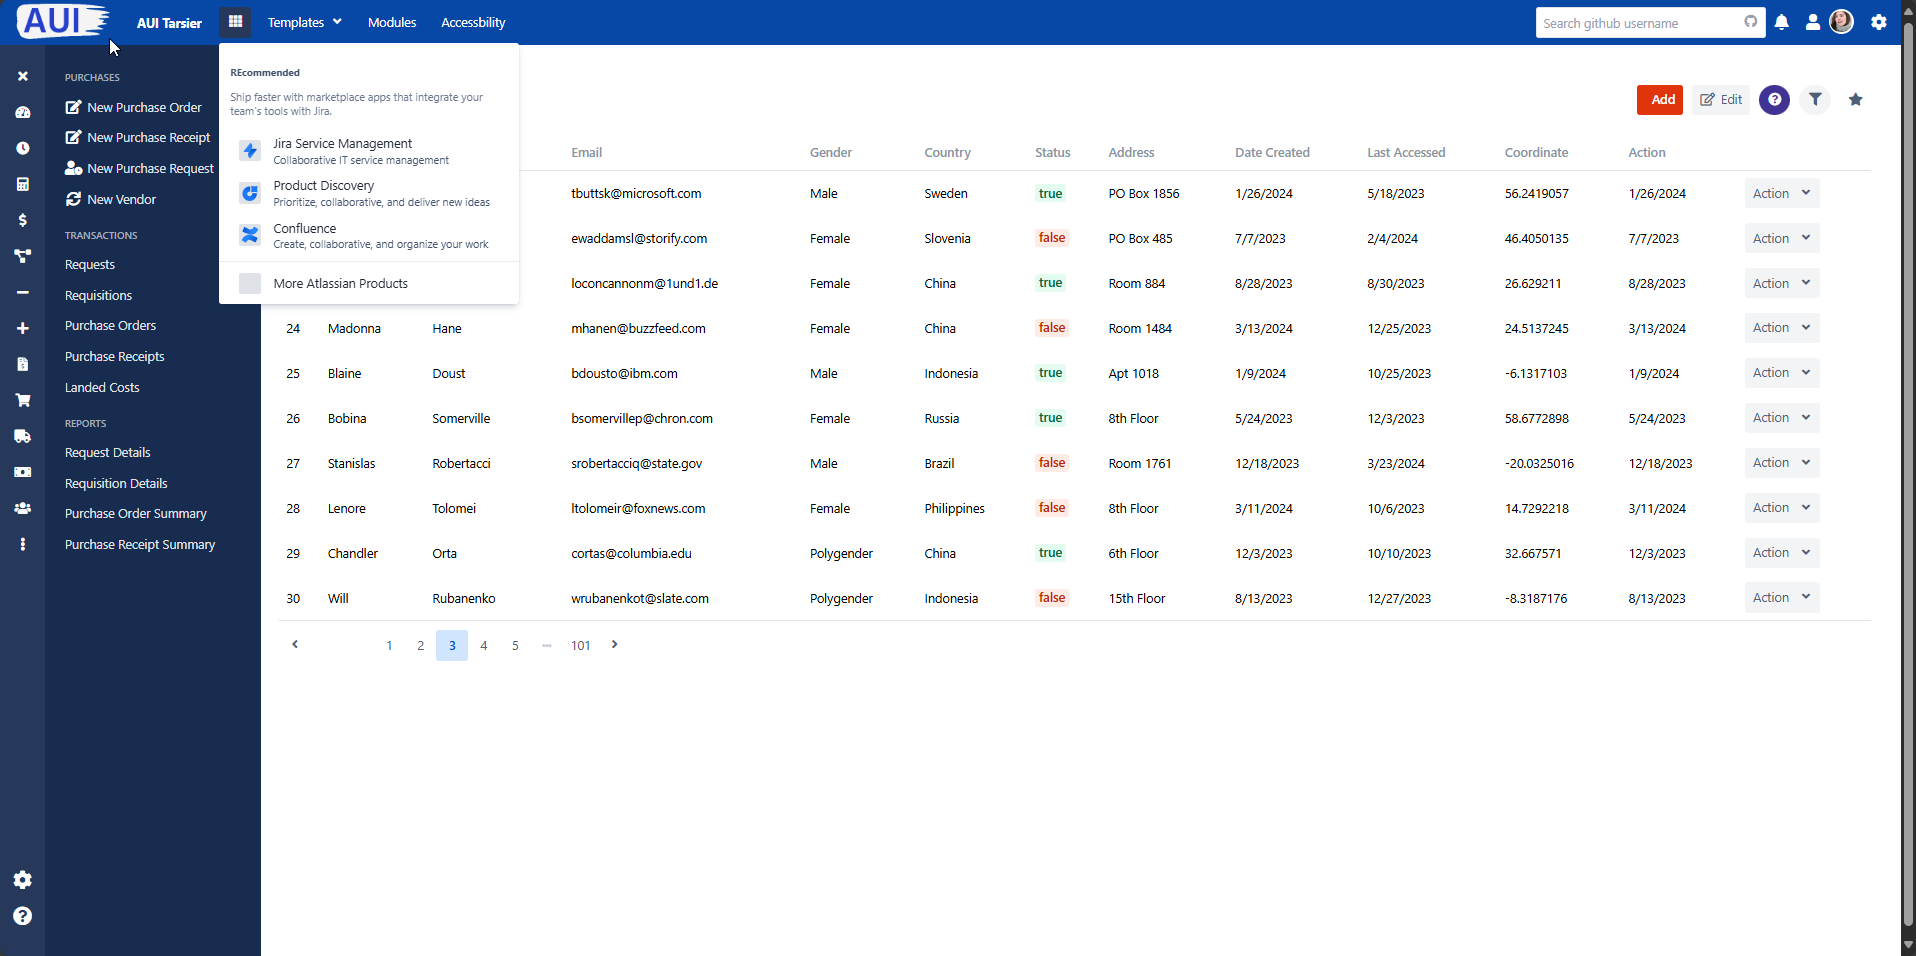 AUI AUI Tarsier Templates Modules Accessbility Search github username
PURCHASES
New Purchase Order
New Purchase Receipt
New Purchase Request
New Vendor
TRANSACTIONS
Requests
Requisitions
Purchase Orders
Purchase Receipts
Landed Costs
REPORTS
Request Details
Requisition Details
Purchase Order Summary
Purchase Receipt Summary
REcommended
Ship faster with marketplace apps that integrate your
team's tools with Jira.
Jira Service Management
Collaborative IT service management
Product Discovery
Prioritize, collaborative, and deliver new ideas
Confluence
Create, collaborative, and organize your work
More Atlassian Products
Add Edit
Email Gender Country Status Address Date Created Last Accessed Coordinate Action
tbuttsk@microsoft.com Male Sweden true PO Box 1856 1/26/2024 5/18/2023 56.2419057 1/26/2024 Action
ewaddamsl@storify.com Female Slovenia false PO Box 485 7/7/2023 2/4/2024 46.4050135 7/7/2023 Action
loconcannonm@1und1.de Female China true Room 884 8/28/2023 8/30/2023 26.629211 8/28/2023 Action
24 Madonna Hane mhanen@buzzfeed.com Female China false Room 1484 3/13/2024 12/25/2023 24.5137245 3/13/2024 Action
25 Blaine Doust bdousto@ibm.com Male Indonesia true Apt 1018 1/9/2024 10/25/2023 -6.1317103 1/9/2024 Action
26 Bobina Somerville bsomervillep@chron.com Female Russia true 8th Floor 5/24/2023 12/3/2023 58.6772898 5/24/2023 Action
27 Stanislas Robertacci srobertacciq@state.gov Male Brazil false Room 1761 12/18/2023 3/23/2024 -20.0325016 12/18/2023 Action
28 Lenore Tolomei ltolomeir@foxnews.com Female Philippines false 8th Floor 3/11/2024 10/6/2023 14.7292218 3/11/2024 Action
29 Chandler Orta cortas@columbia.edu Polygender China true 6th Floor 12/3/2023 10/10/2023 32.667571 12/3/2023 Action
30 Will Rubanenko wrubanenkot@slate.com Polygender Indonesia false 15th Floor 8/13/2023 12/27/2023 -8.3187176 8/13/2023 Action
1 2 3 4 5 ... 101